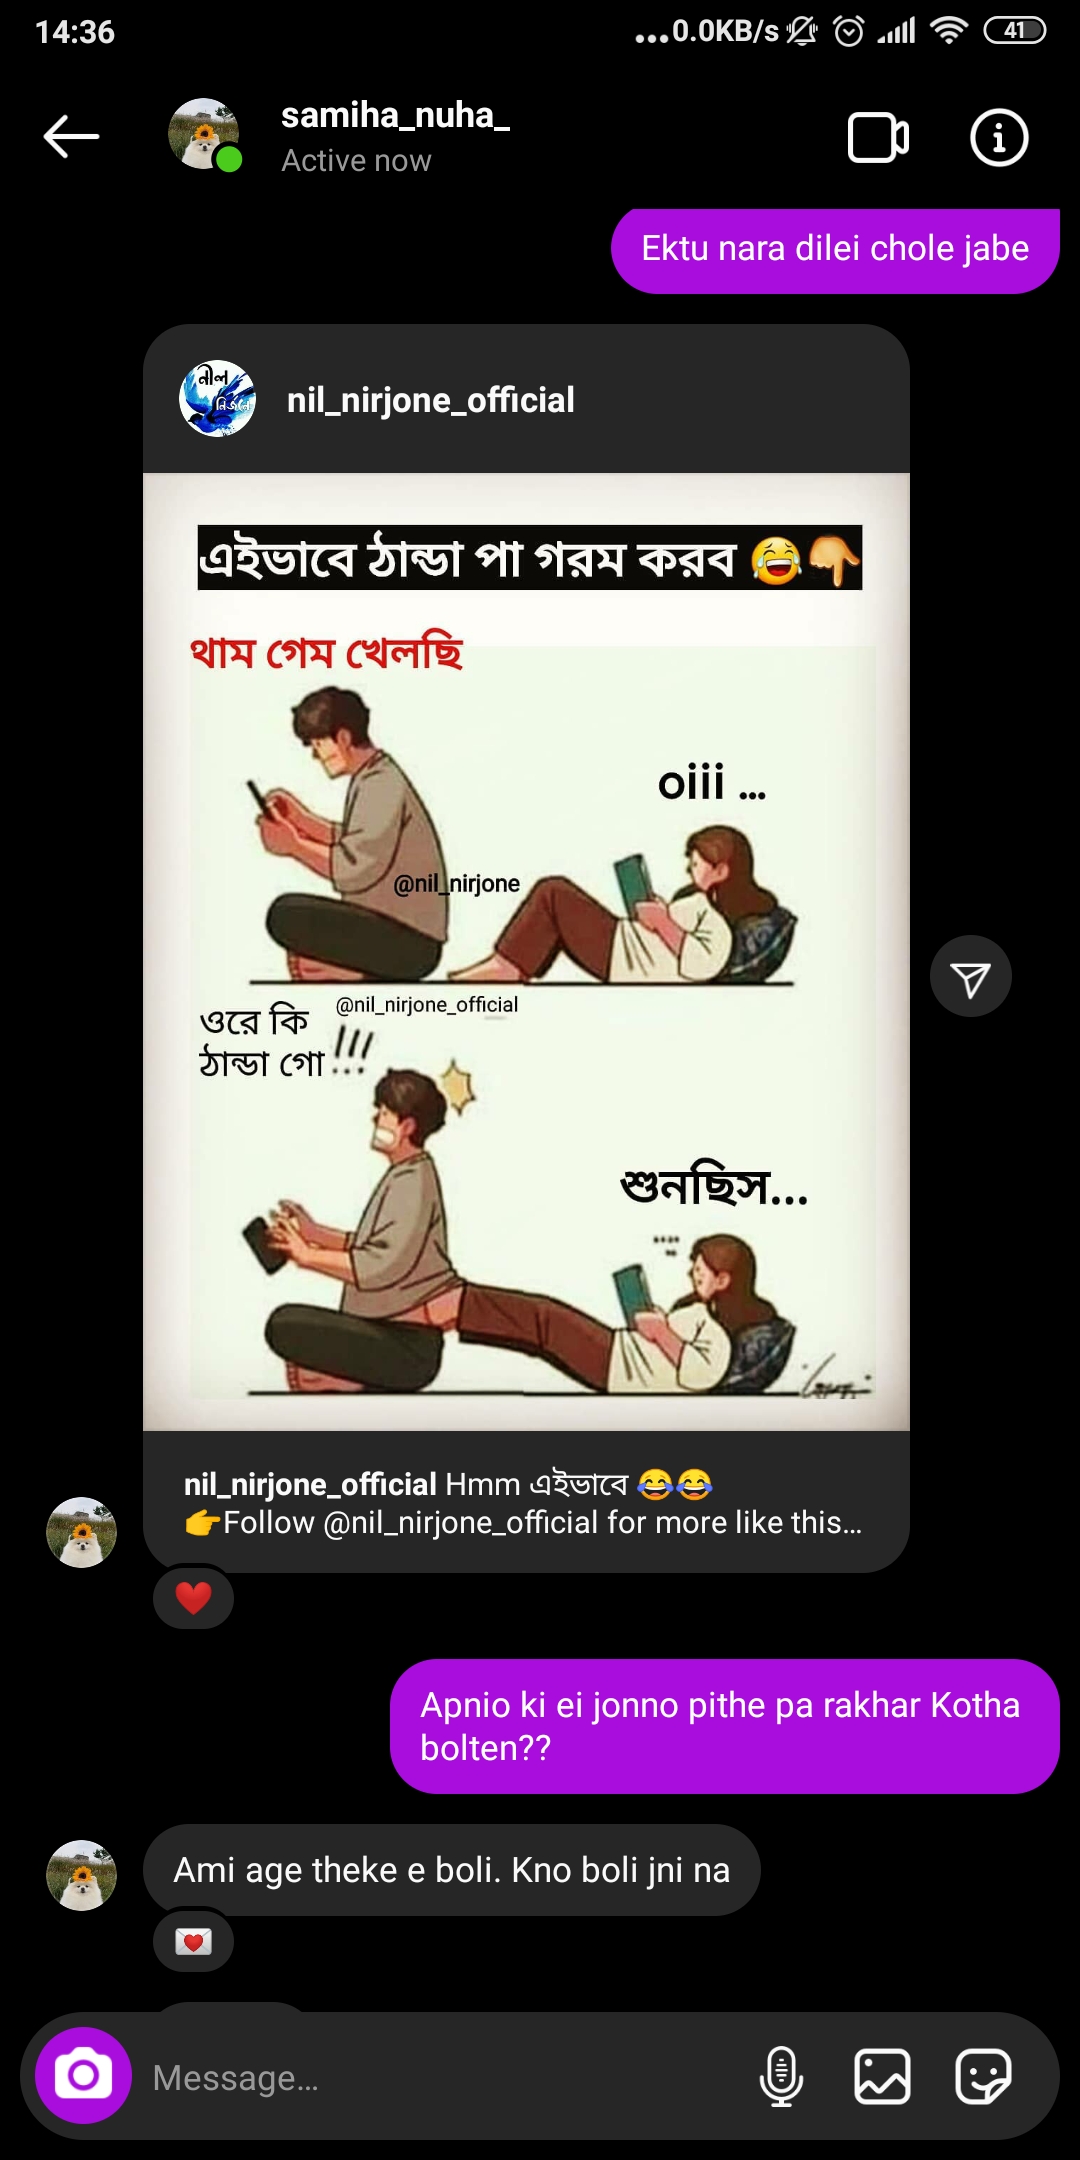 14:36
...0.0KB/s
41
samiha_nuha_
Active now
Ektu nara dilei chole jabe
নীল
নির্জনে
nil_nirjone_official
এইভাবে ঠান্ডা পা গরম করব 😂👇
থাম গেম খেলছি
oiii ...
@nil_nirjone
@nil_nirjone_official
ওরে কি
ঠান্ডা গো !!!
শুনছিস...
nil_nirjone_official Hmm এইভাবে 😂😂
👉Follow @nil_nirjone_official for more like this...
❤️
Apnio ki ei jonno pithe pa rakhar Kotha
bolten??
Ami age theke e boli. Kno boli jni na
💌
Message...